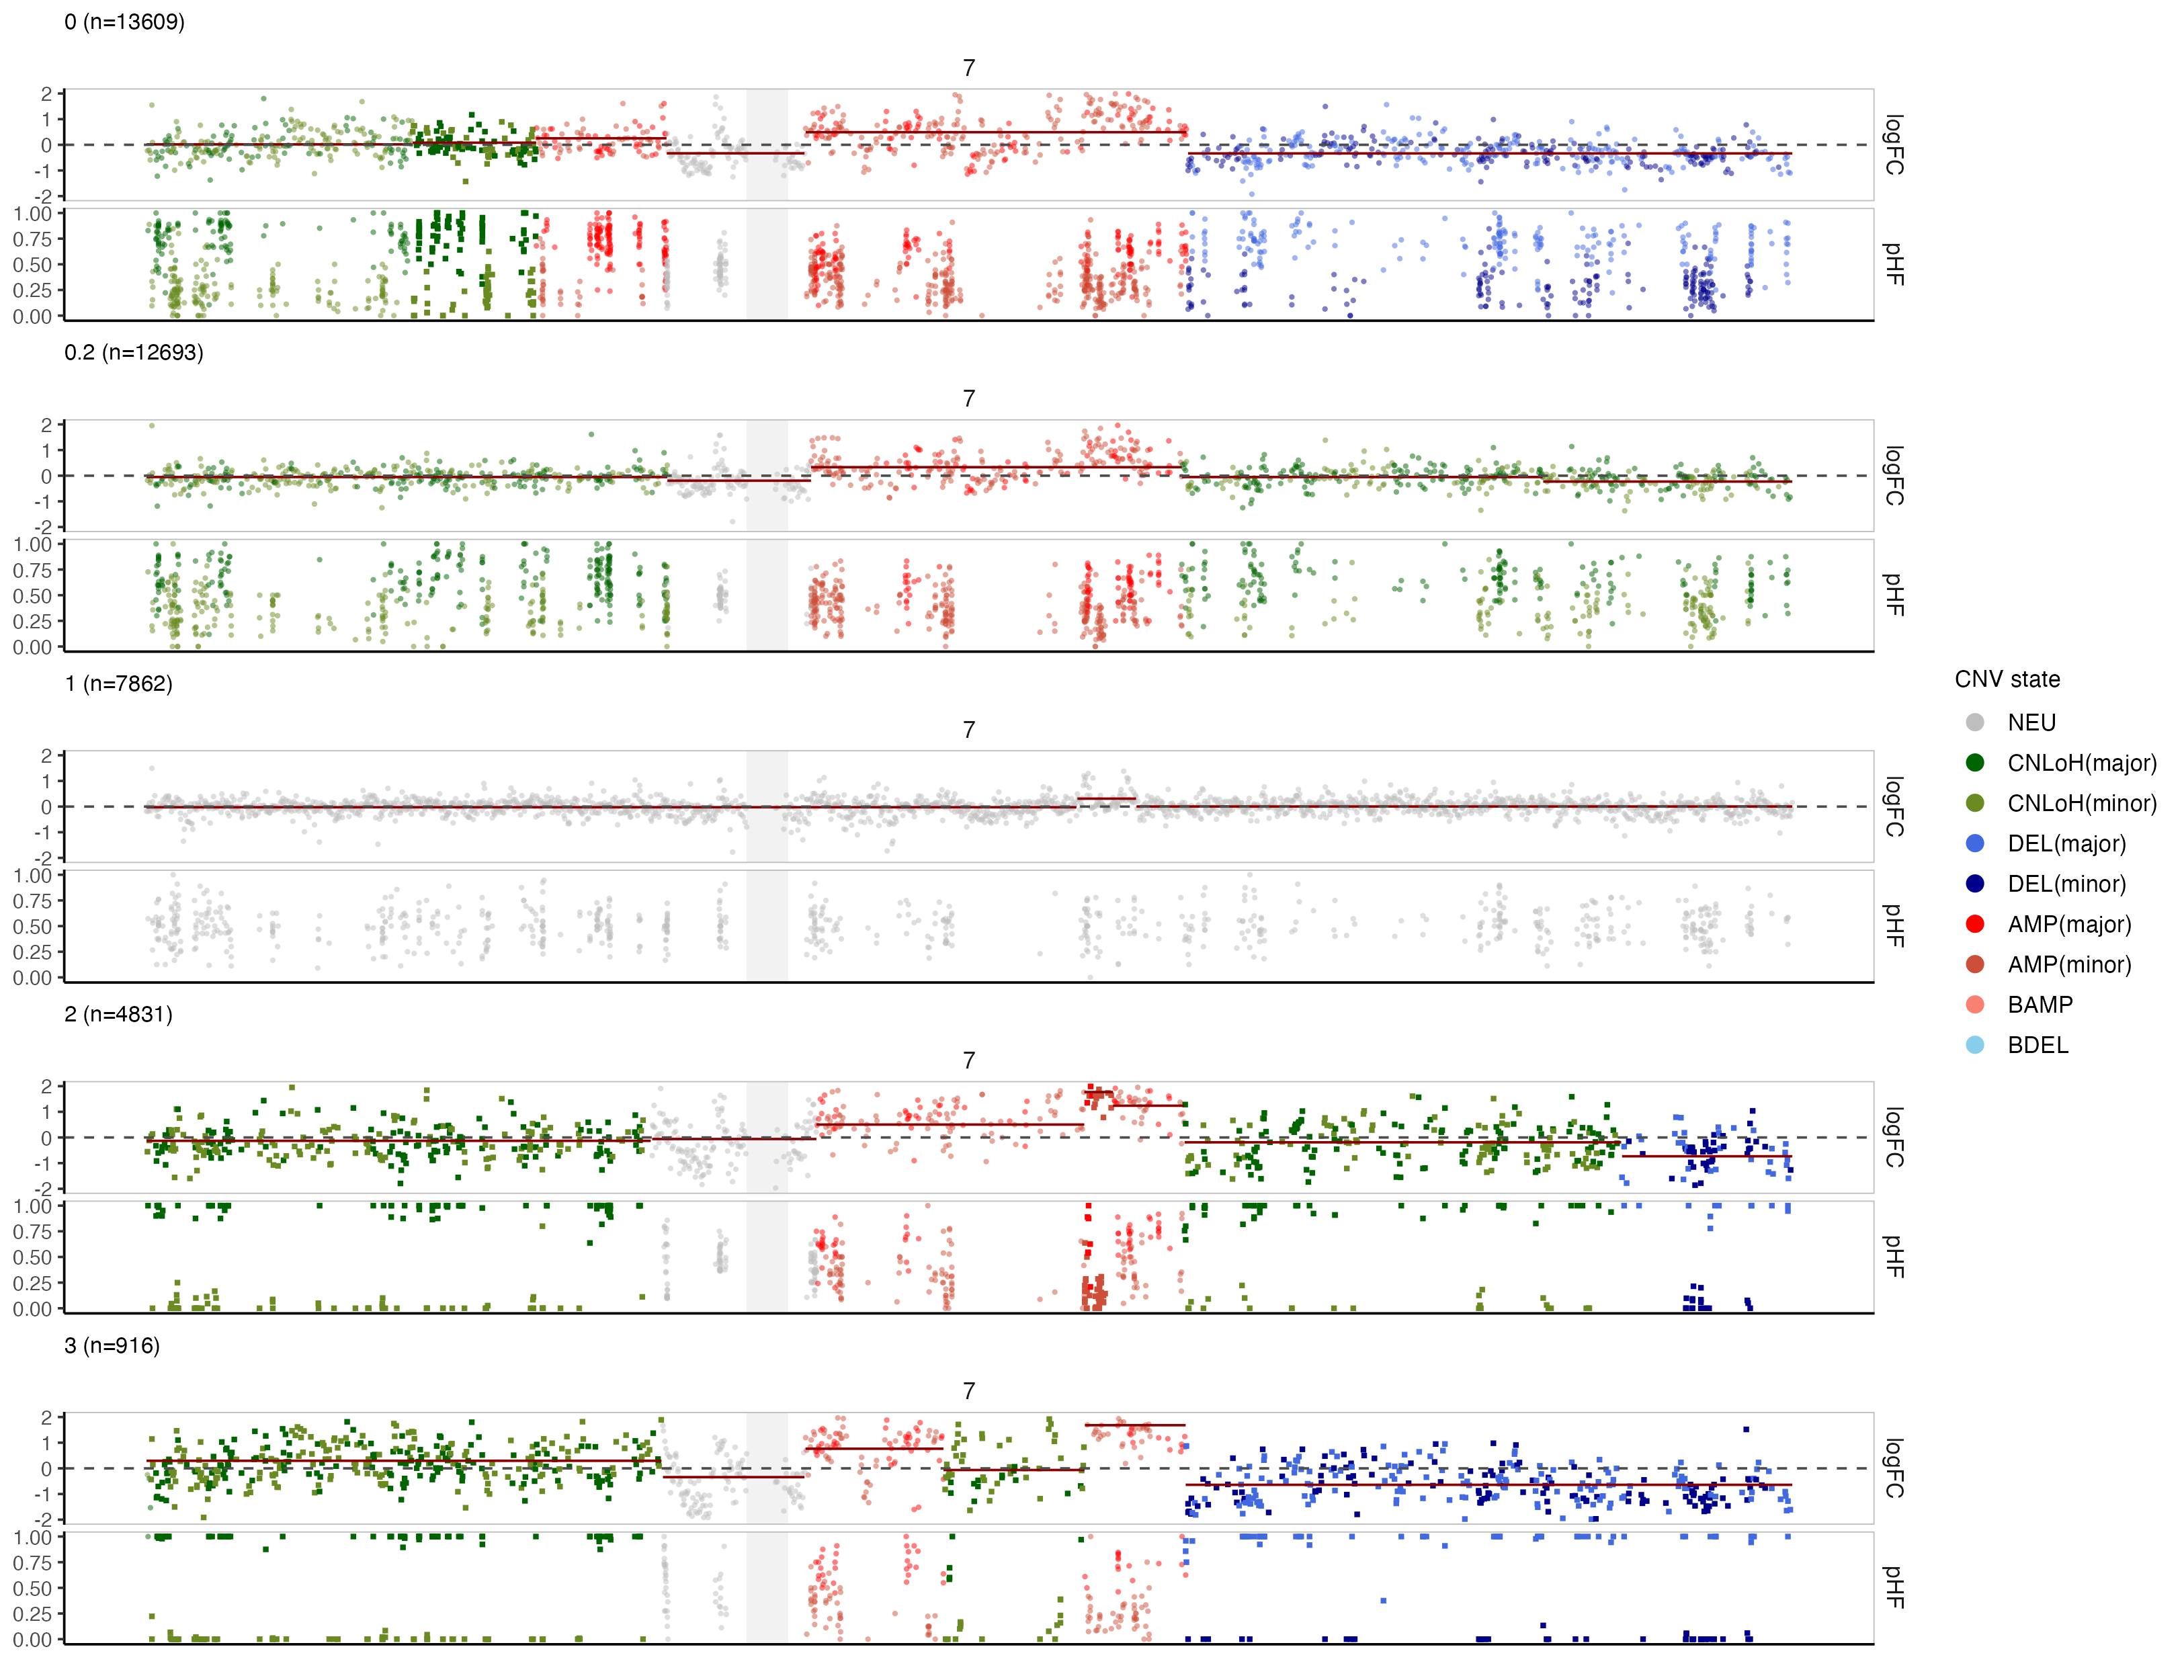 0 (n=13609)
7
2
1
0
-1
-2
logFC
1.00
0.75
0.50
0.25
0.00
pHF
0.2 (n=12693)
7
2
1
0
-1
-2
logFC
1.00
0.75
0.50
0.25
0.00
pHF
1 (n=7862)
7
2
1
0
-1
-2
logFC
1.00
0.75
0.50
0.25
0.00
pHF
2 (n=4831)
7
2
1
0
-1
-2
logFC
1.00
0.75
0.50
0.25
0.00
pHF
3 (n=916)
7
2
1
0
-1
-2
logFC
1.00
0.75
0.50
0.25
0.00
pHF
CNV state
NEU
CNLoH(major)
CNLoH(minor)
DEL(major)
DEL(minor)
AMP(major)
AMP(minor)
BAMP
BDEL